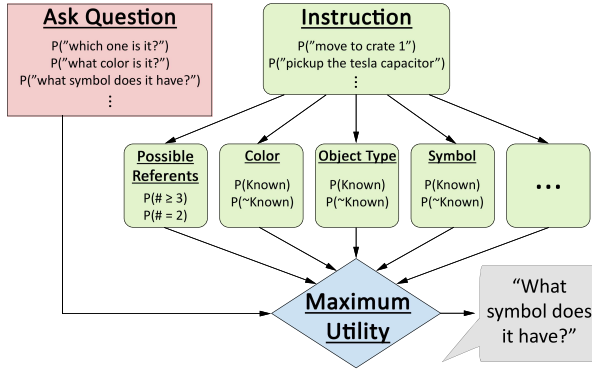 Ask Question
P(”which one is it?”)
P(”what color is it?”)
P(”what symbol does it have?”)
⋮
Instruction
P(”move to crate 1”)
P(”pickup the tesla capacitor”)
⋮
Possible
Referents
P(# ≥ 3)
P(# = 2)
Color
P(Known)
P(~Known)
Object Type
P(Known)
P(~Known)
Symbol
P(Known)
P(~Known)
...
Maximum
Utility
“What
symbol does
it have?”